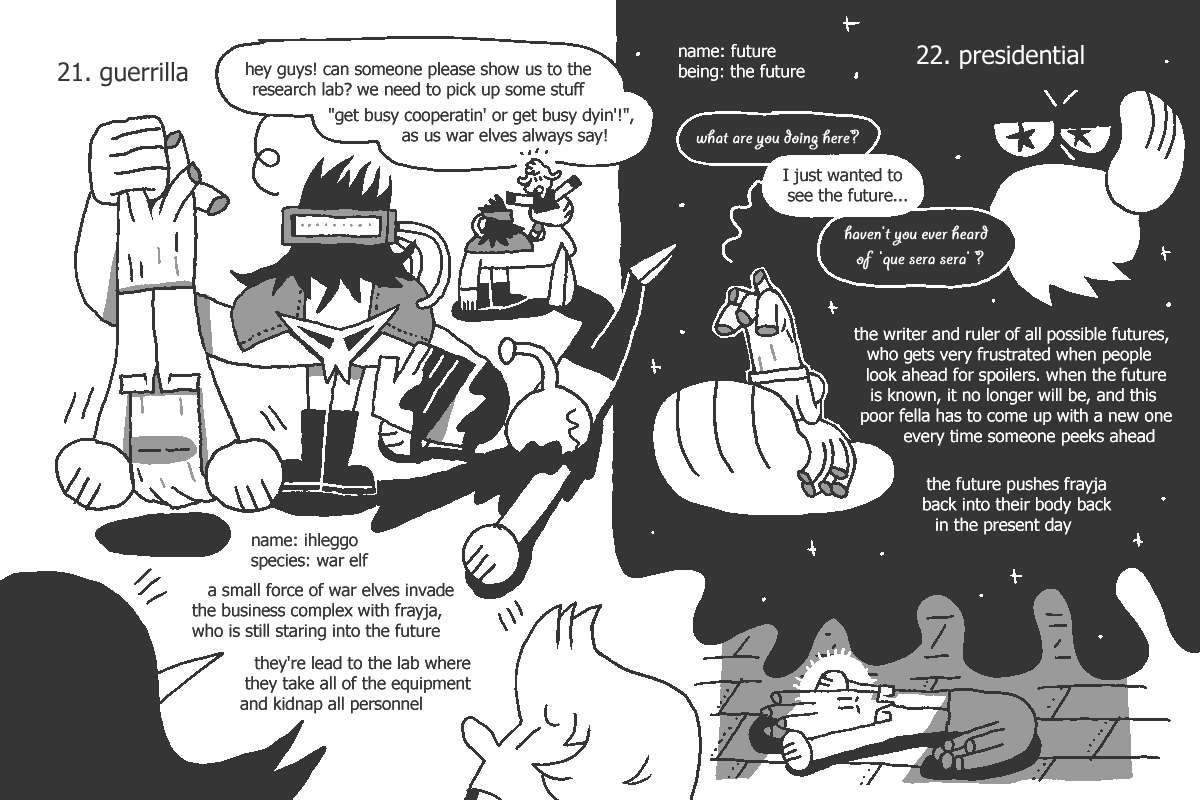 21. guerrilla
hey guys! can someone please show us to the
research lab? we need to pick up some stuff
"get busy cooperatin' or get busy dyin'!",
as us war elves always say!
name: ihleggo
species: war elf
a small force of war elves invade
the business complex with frayja,
who is still staring into the future
they're lead to the lab where
they take all of the equipment
and kidnap all personnel
name: future
being: the future
22. presidential
what are you doing here?
I just wanted to
see the future...
haven't you ever heard
of 'que sera sera' ?
the writer and ruler of all possible futures,
who gets very frustrated when people
look ahead for spoilers. when the future
is known, it no longer will be, and this
poor fella has to come up with a new one
every time someone peeks ahead
the future pushes frayja
back into their body back
in the present day